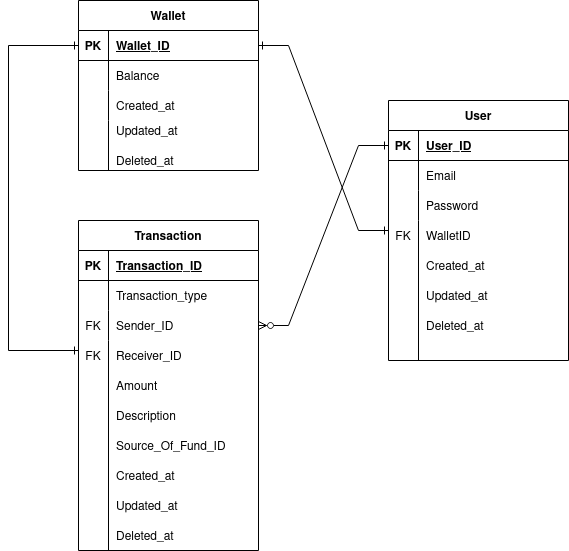 Wallet
PK Wallet_ID
Balance
Created_at
Updated_at
Deleted_at
User
PK User_ID
Email
Password
FK WalletID
Created_at
Updated_at
Deleted_at
Transaction
PK Transaction_ID
Transaction_type
FK Sender_ID
FK Receiver_ID
Amount
Description
Source_Of_Fund_ID
Created_at
Updated_at
Deleted_at